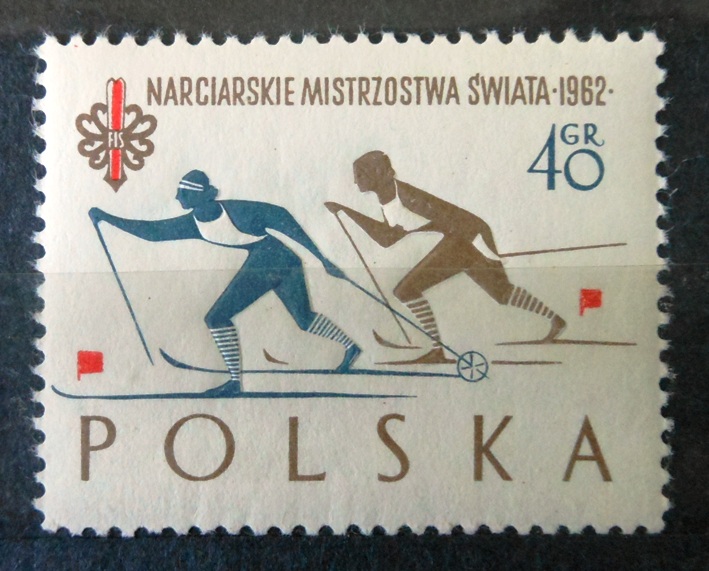 NARCIARSKIE MISTRZOSTWA ŚWIATA·1962·
FIS
40 GR
POLSKA